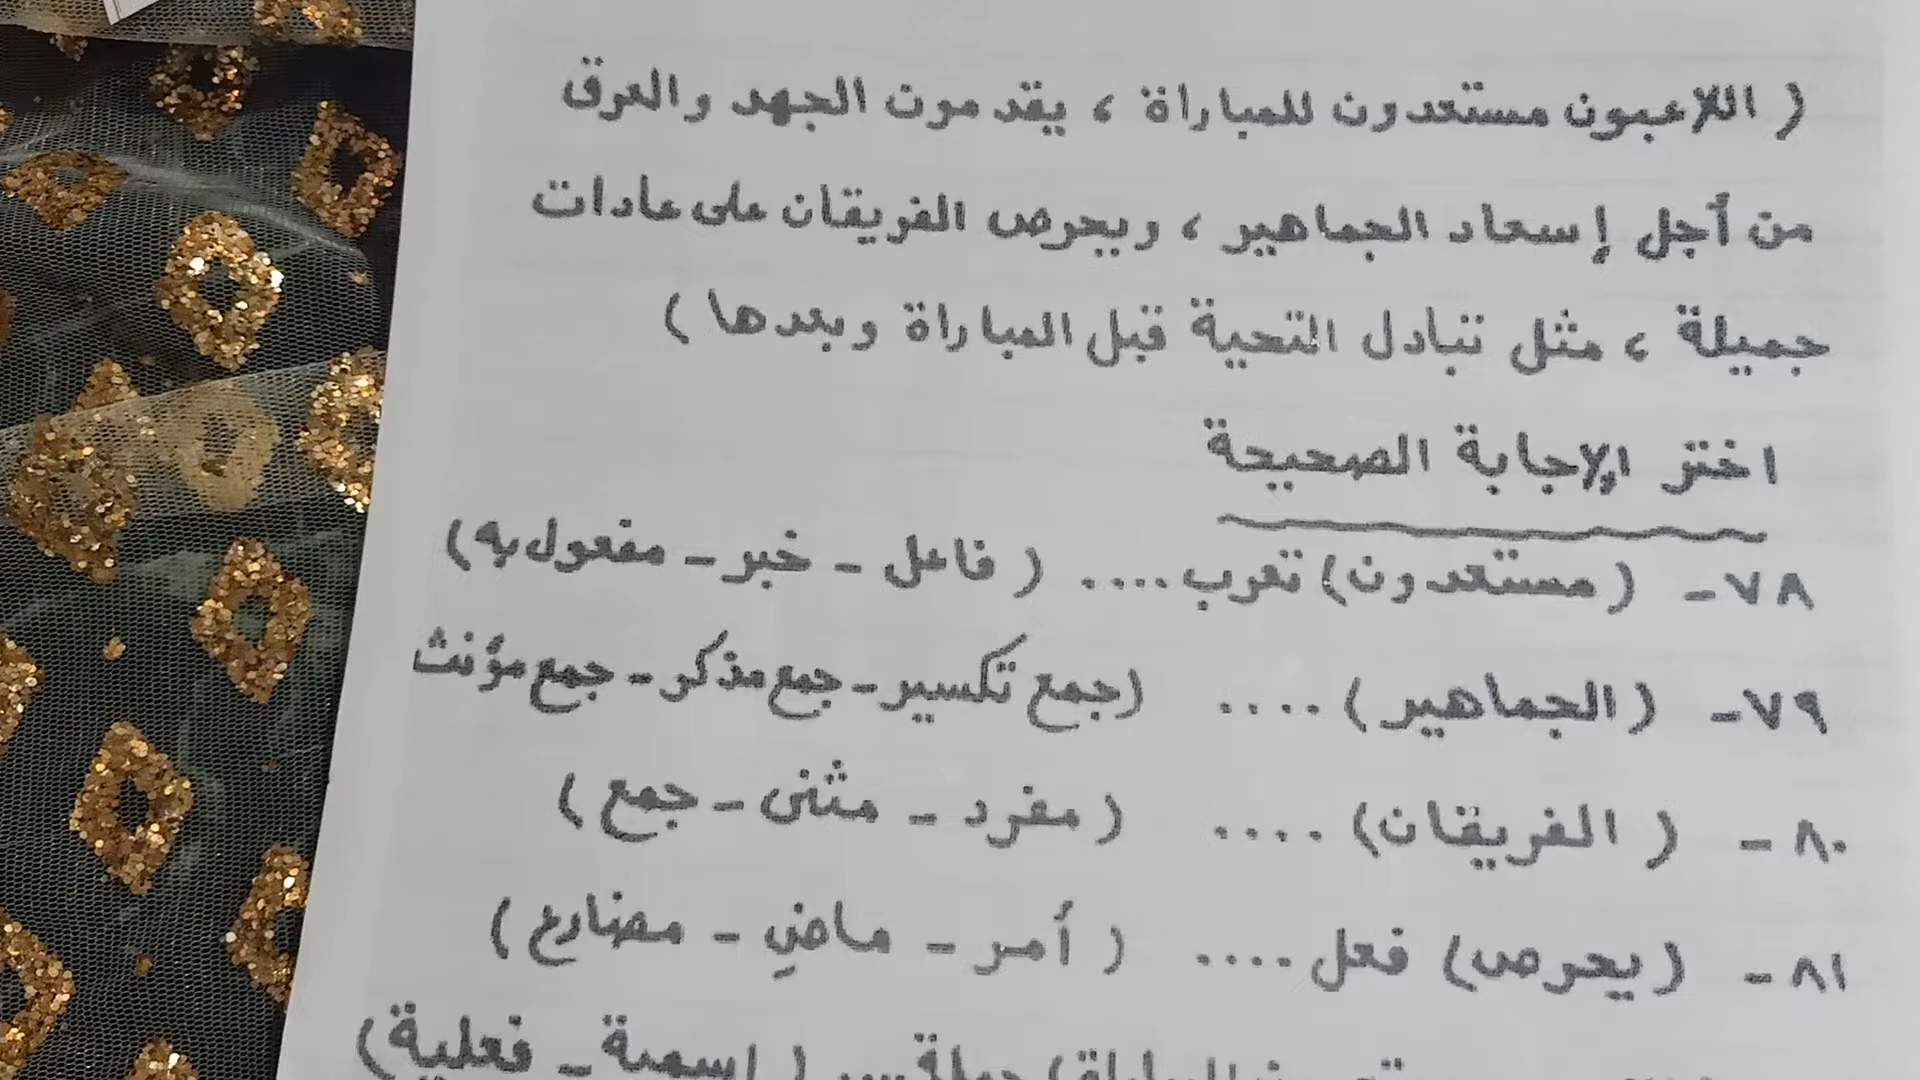 ( اللاعبون مستعدون للمباراة ، يقدمون الجهد والعرق
من أجل إسعاد الجماهير ، ويحرص الفريقان على عادات
جميلة ، مثل تبادل التحية قبل المباراة وبعدها )
اختر الإجابة الصحيحة
٧٨- (مستعدون) تعرب .... ( فاعل - خبر - مفعول به)
٧٩- (الجماهير) .... (جمع تكسير - جمع مذكر - جمع مؤنث
٨٠- ( الفريقان) .... ( مفرد - مثنى - جمع )
٨١- (يحرص) فعل .... ( أمر - ماضٍ - مضارع )
جملة .... ( اسمية - فعلية)